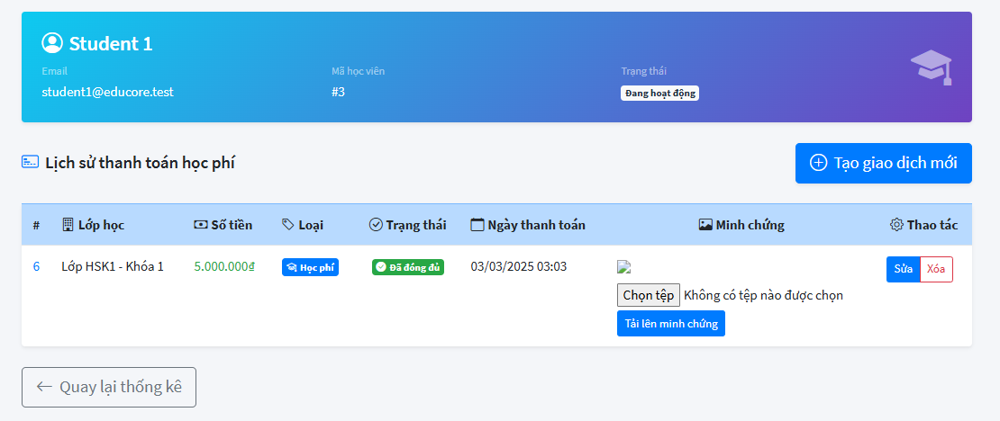 Student 1
Email Mã học viên Trạng thái
student1@educore.test #3 Đang hoạt động
Lịch sử thanh toán học phí Tạo giao dịch mới
# Lớp học Số tiền Loại Trạng thái Ngày thanh toán Minh chứng Thao tác
6 Lớp HSK1 - Khóa 1 5.000.000₫ Học phí Đã đóng đủ 03/03/2025 03:03 Sửa Xóa
Chọn tệp Không có tệp nào được chọn
Tải lên minh chứng
Quay lại thống kê